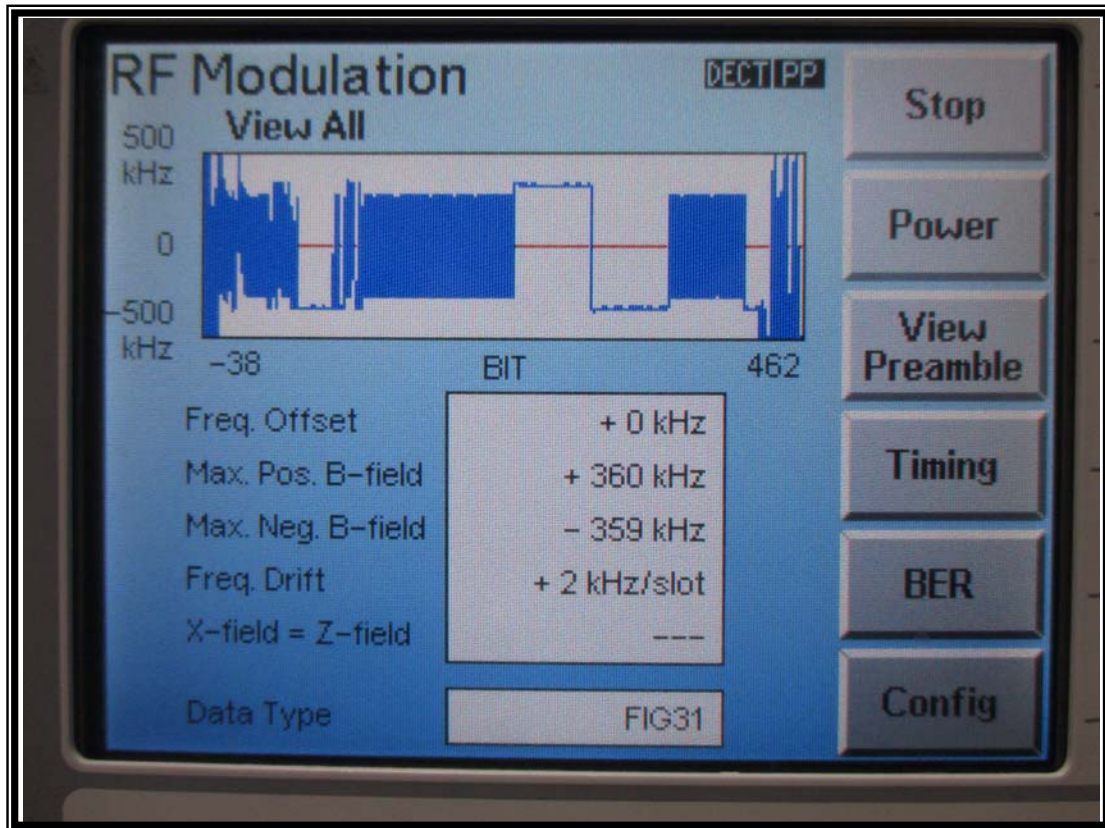 RF Modulation
DECT PP
View All
500
kHz
0
-500
kHz
-38
BIT
462
Freq. Offset
+ 0 kHz
Max. Pos. B-field
+ 360 kHz
Max. Neg. B-field
- 359 kHz
Freq. Drift
+ 2 kHz/slot
X-field = Z-field
---
Data Type
FIG31
Stop
Power
View
Preamble
Timing
BER
Config